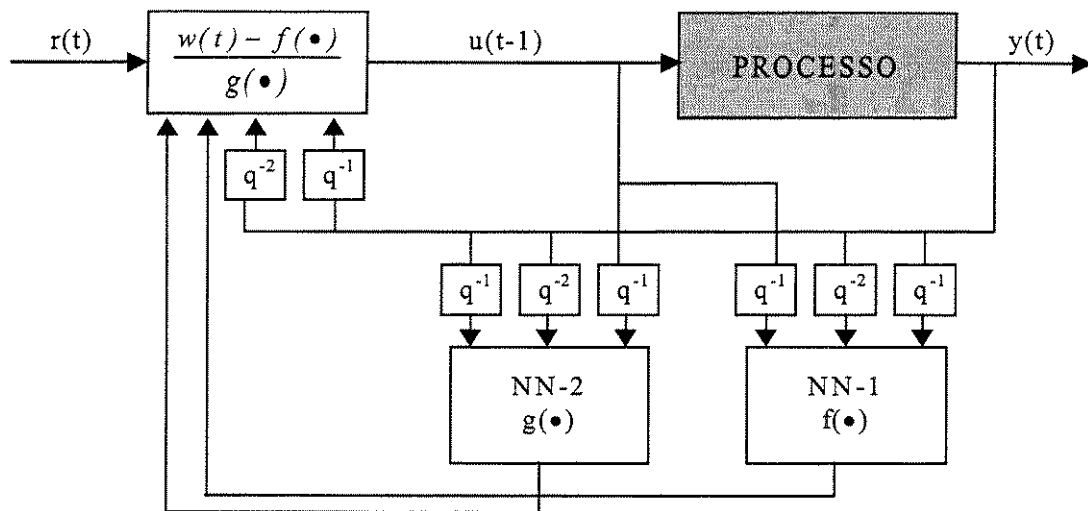 r(t)
w(t) – f(•)
g(•)
u(t-1)
PROCESSO
y(t)
q⁻² q⁻¹
q⁻¹ q⁻² q⁻¹ q⁻¹ q⁻² q⁻¹
NN-2
g(•)
NN-1
f(•)